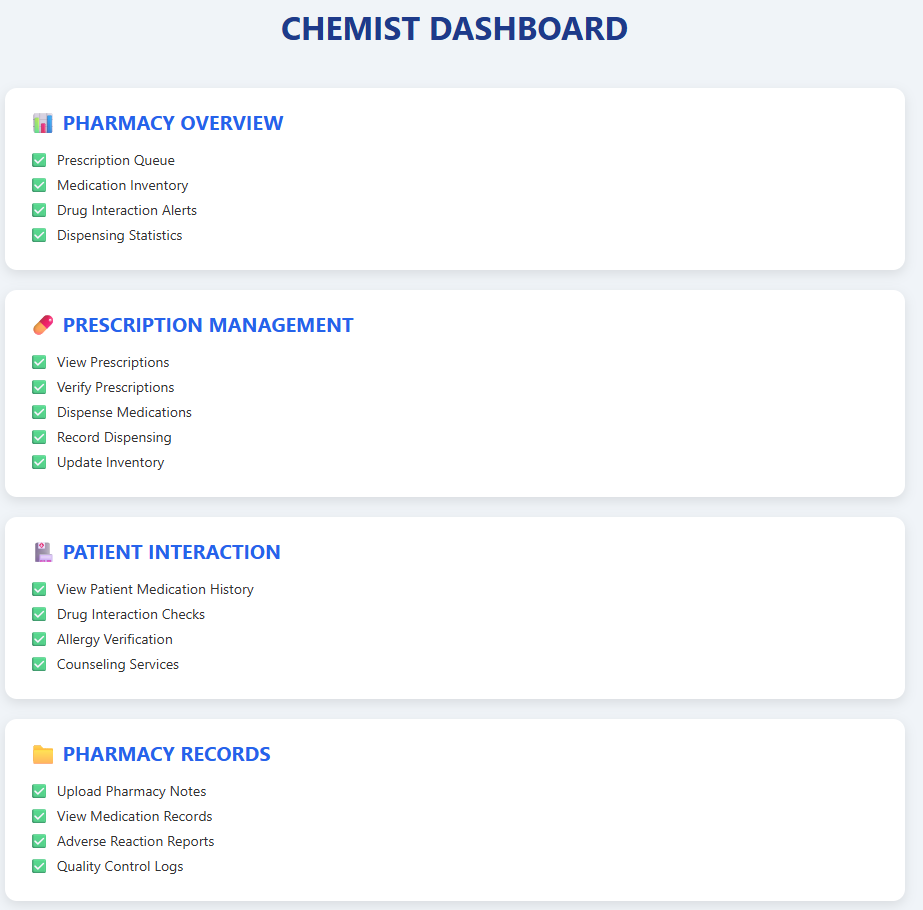 CHEMIST DASHBOARD
PHARMACY OVERVIEW
Prescription Queue
Medication Inventory
Drug Interaction Alerts
Dispensing Statistics
PRESCRIPTION MANAGEMENT
View Prescriptions
Verify Prescriptions
Dispense Medications
Record Dispensing
Update Inventory
PATIENT INTERACTION
View Patient Medication History
Drug Interaction Checks
Allergy Verification
Counseling Services
PHARMACY RECORDS
Upload Pharmacy Notes
View Medication Records
Adverse Reaction Reports
Quality Control Logs